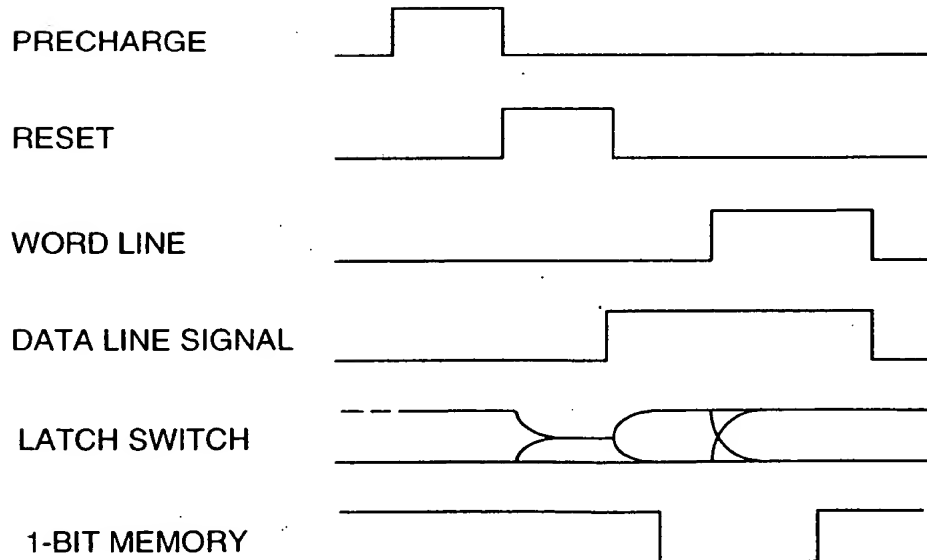 PRECHARGE
RESET
WORD LINE
DATA LINE SIGNAL
LATCH SWITCH
1-BIT MEMORY